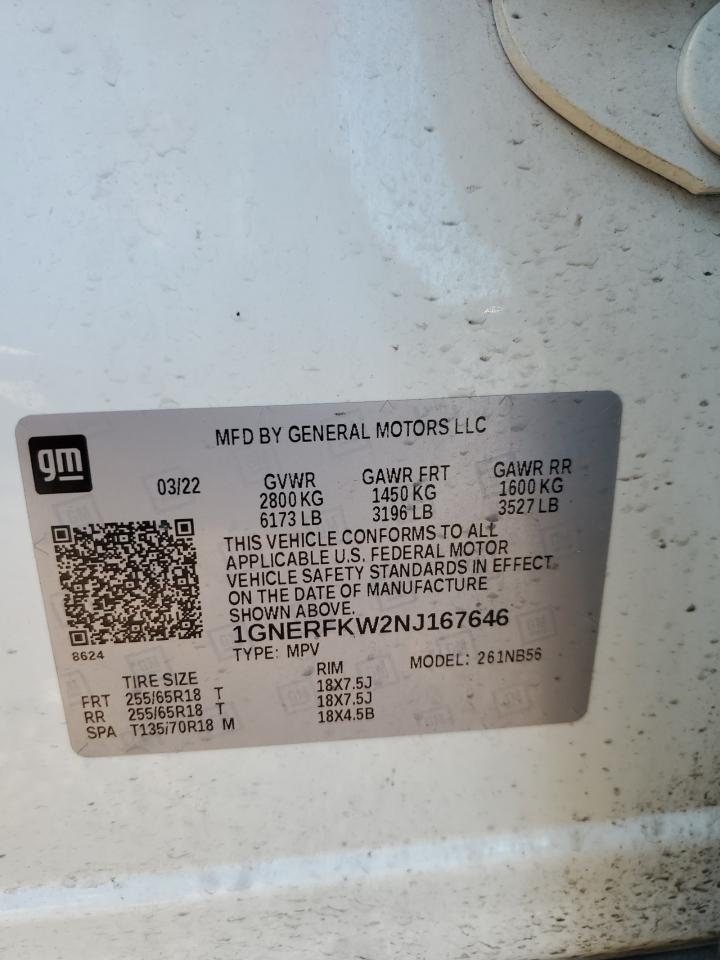 MFD BY GENERAL MOTORS LLC
gm
03/22
GVWR
2800 KG
6173 LB
GAWR FRT
1450 KG
3196 LB
GAWR RR
1600 KG
3527 LB
THIS VEHICLE CONFORMS TO ALL
APPLICABLE U.S. FEDERAL MOTOR
VEHICLE SAFETY STANDARDS IN EFFECT
ON THE DATE OF MANUFACTURE
SHOWN ABOVE.
1GNERFKW2NJ167646
8624
TYPE: MPV
MODEL: 261NB56
TIRE SIZE RIM
FRT 255/65R18 T 18X7.5J
RR 255/65R18 T 18X7.5J
SPA T135/70R18 M 18X4.5B